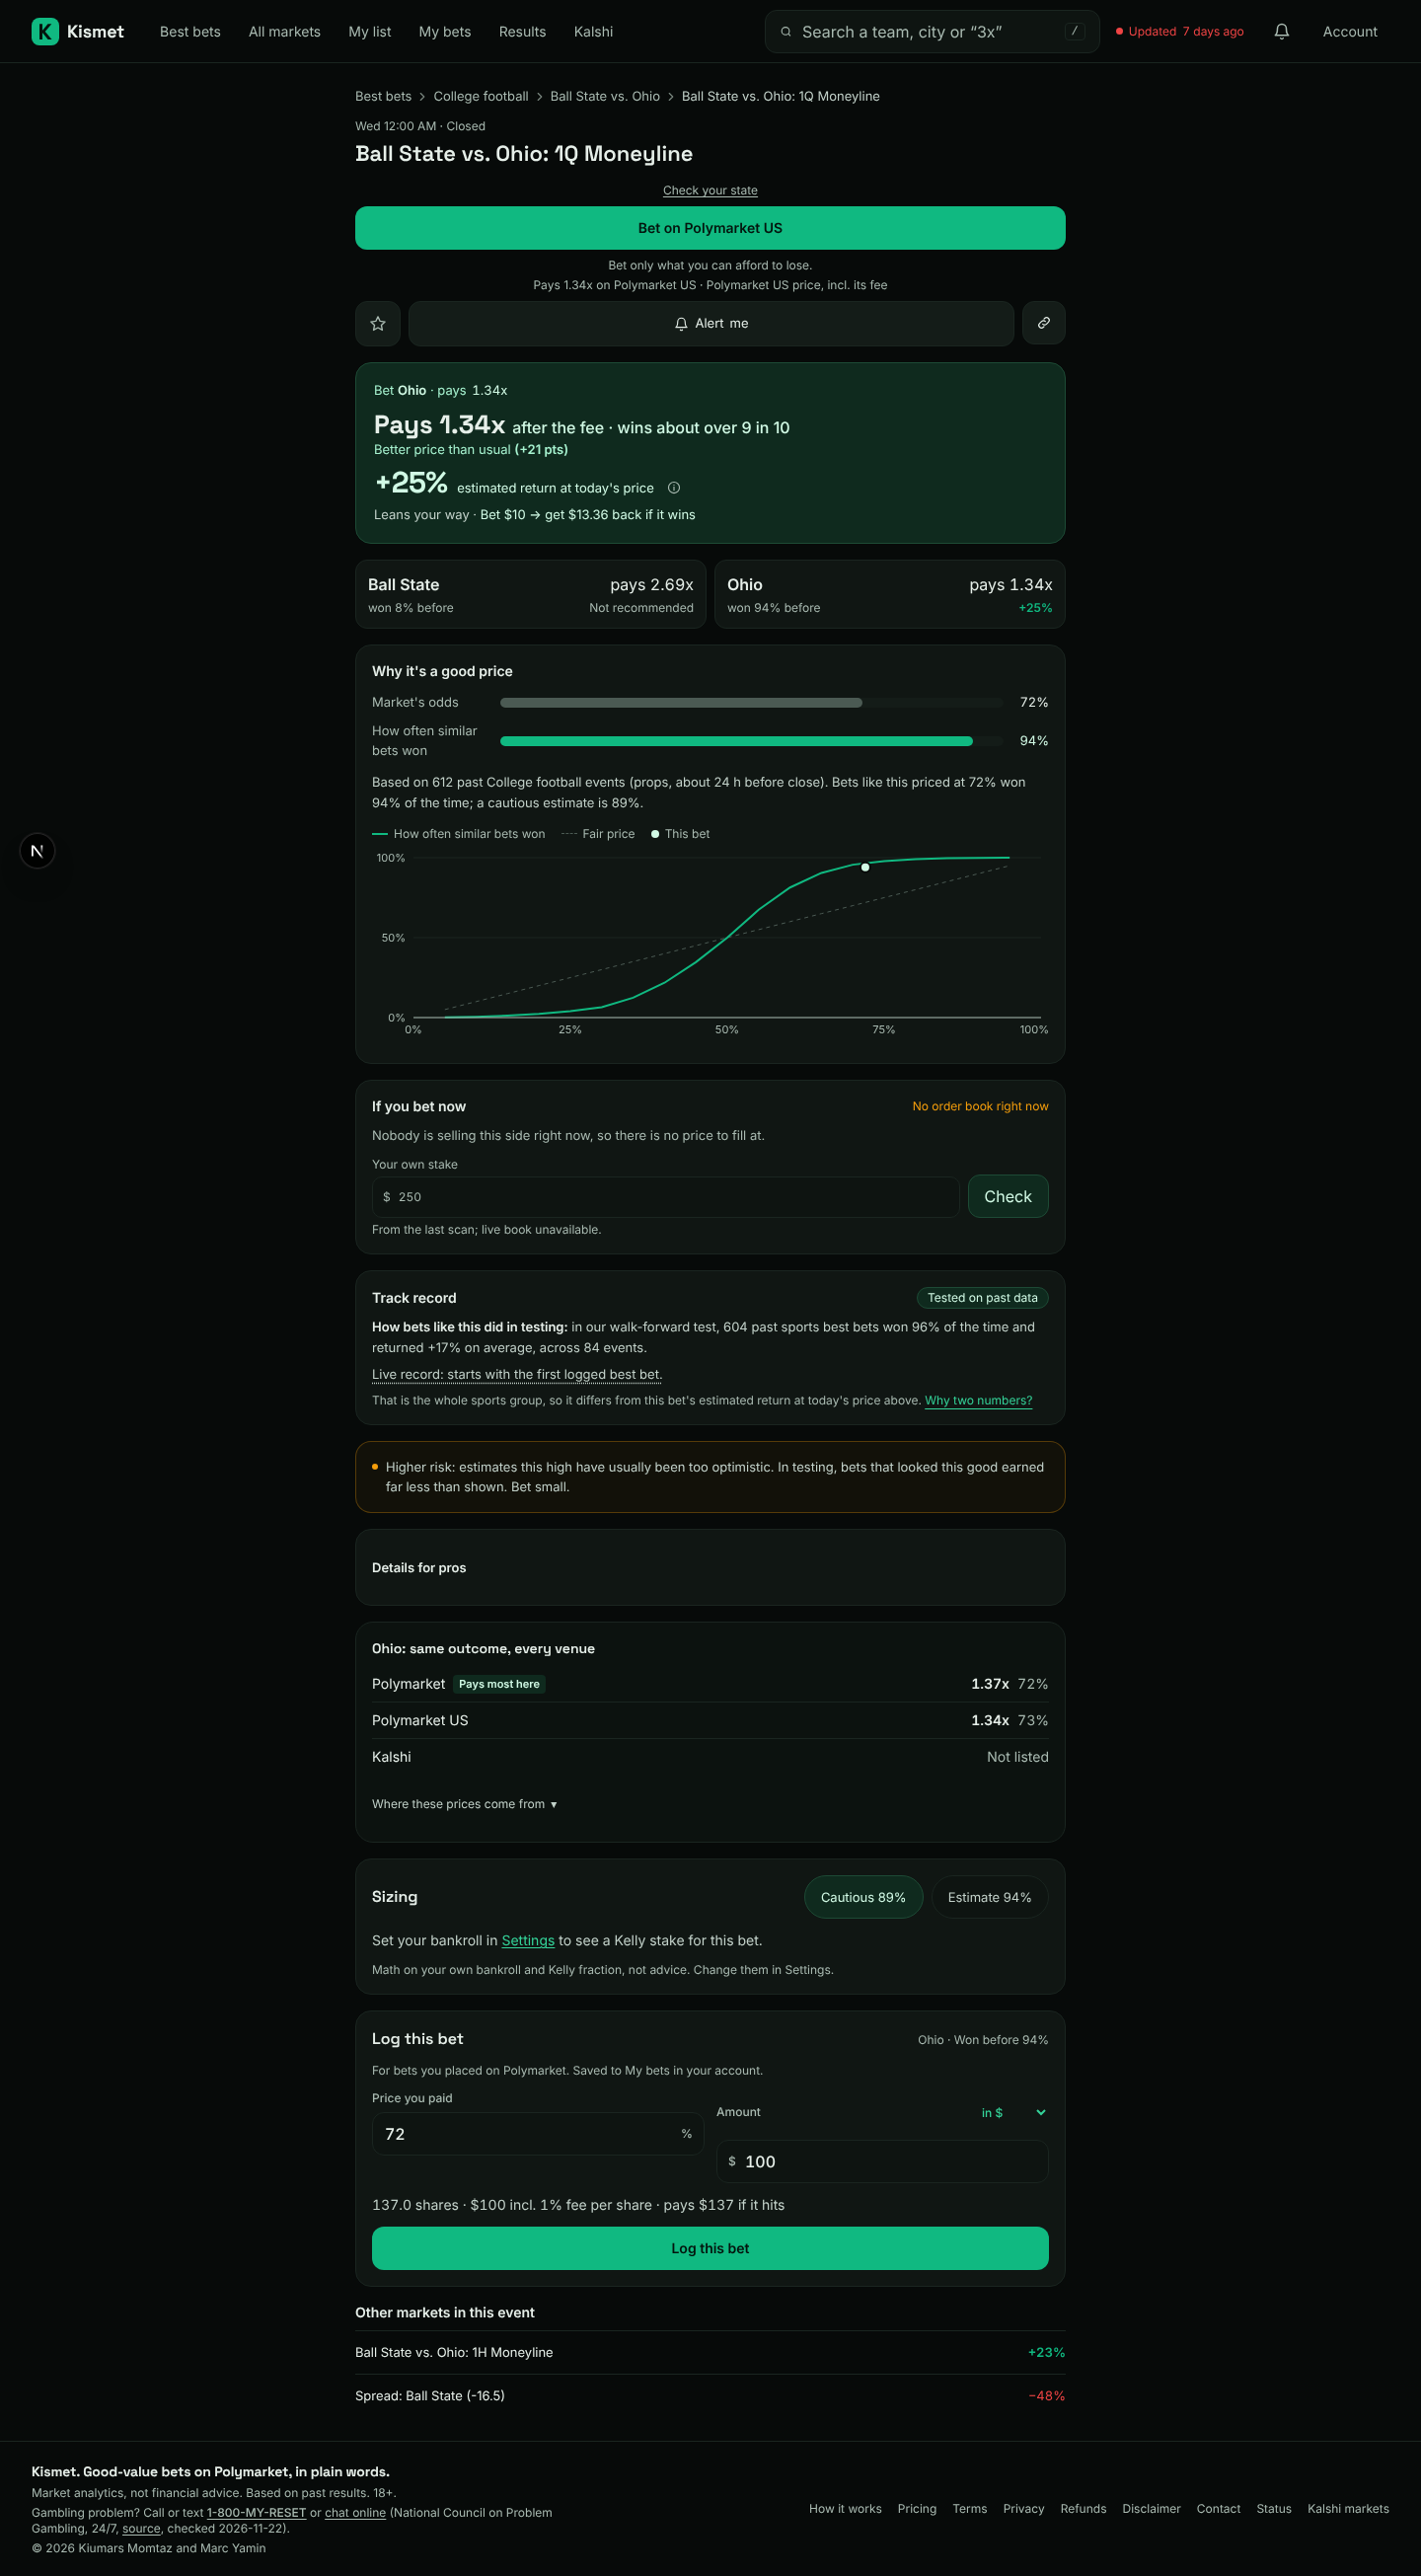 K Kismet
Best bets
All markets
My list
My bets
Results
Kalshi
Search a team, city or “3x”
/
Updated 7 days ago
Account
Best bets > College football > Ball State vs. Ohio > Ball State vs. Ohio: 1Q Moneyline
Wed 12:00 AM · Closed
Ball State vs. Ohio: 1Q Moneyline
Check your state
Bet on Polymarket US
Bet only what you can afford to lose.
Pays 1.34x on Polymarket US · Polymarket US price, incl. its fee
Alert me
Bet Ohio · pays 1.34x
Pays 1.34x after the fee · wins about over 9 in 10
Better price than usual (+21 pts)
+25% estimated return at today's price
Leans your way · Bet $10 → get $13.36 back if it wins
Ball State pays 2.69x
won 8% before Not recommended
Ohio pays 1.34x
won 94% before +25%
Why it's a good price
Market's odds 72%
How often similar
bets won 94%
Based on 612 past College football events (props, about 24 h before close). Bets like this priced at 72% won
94% of the time; a cautious estimate is 89%.
How often similar bets won
Fair price
This bet
100%
50%
0%
0% 25% 50% 75% 100%
If you bet now No order book right now
Nobody is selling this side right now, so there is no price to fill at.
Your own stake
$ 250
Check
From the last scan; live book unavailable.
Track record Tested on past data
How bets like this did in testing: in our walk-forward test, 604 past sports best bets won 96% of the time and
returned +17% on average, across 84 events.
Live record: starts with the first logged best bet.
That is the whole sports group, so it differs from this bet's estimated return at today's price above. Why two numbers?
Higher risk: estimates this high have usually been too optimistic. In testing, bets that looked this good earned
far less than shown. Bet small.
Details for pros
Ohio: same outcome, every venue
Polymarket Pays most here 1.37x 72%
Polymarket US 1.34x 73%
Kalshi Not listed
Where these prices come from ▾
Sizing Cautious 89% Estimate 94%
Set your bankroll in Settings to see a Kelly stake for this bet.
Math on your own bankroll and Kelly fraction, not advice. Change them in Settings.
Log this bet Ohio · Won before 94%
For bets you placed on Polymarket. Saved to My bets in your account.
Price you paid
72 %
Amount in $
$ 100
137.0 shares · $100 incl. 1% fee per share · pays $137 if it hits
Log this bet
Other markets in this event
Ball State vs. Ohio: 1H Moneyline +23%
Spread: Ball State (-16.5) −48%
Kismet. Good-value bets on Polymarket, in plain words.
Market analytics, not financial advice. Based on past results. 18+.
Gambling problem? Call or text 1-800-MY-RESET or chat online (National Council on Problem
Gambling, 24/7, source, checked 2026-11-22).
© 2026 Kiumars Momtaz and Marc Yamin
How it works
Pricing
Terms
Privacy
Refunds
Disclaimer
Contact
Status
Kalshi markets